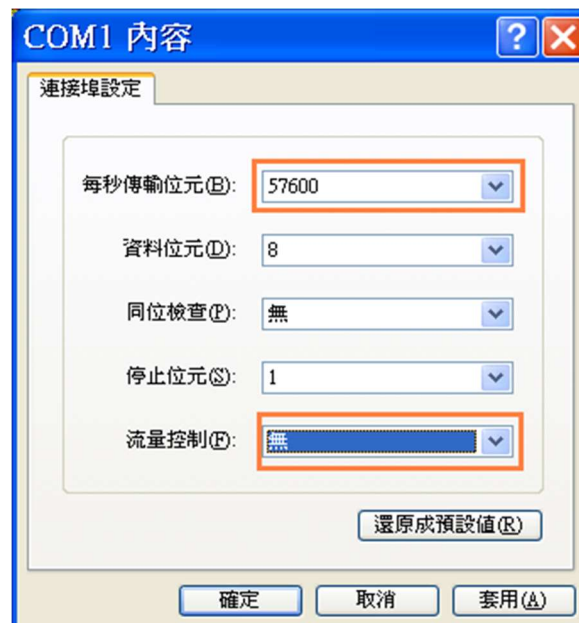 COM1 內容
連接埠設定
每秒傳輸位元(B): 57600
資料位元(D): 8
同位檢查(P): 無
停止位元(S): 1
流量控制(F): 無
還原成預設值(R)
確定 取消 套用(A)